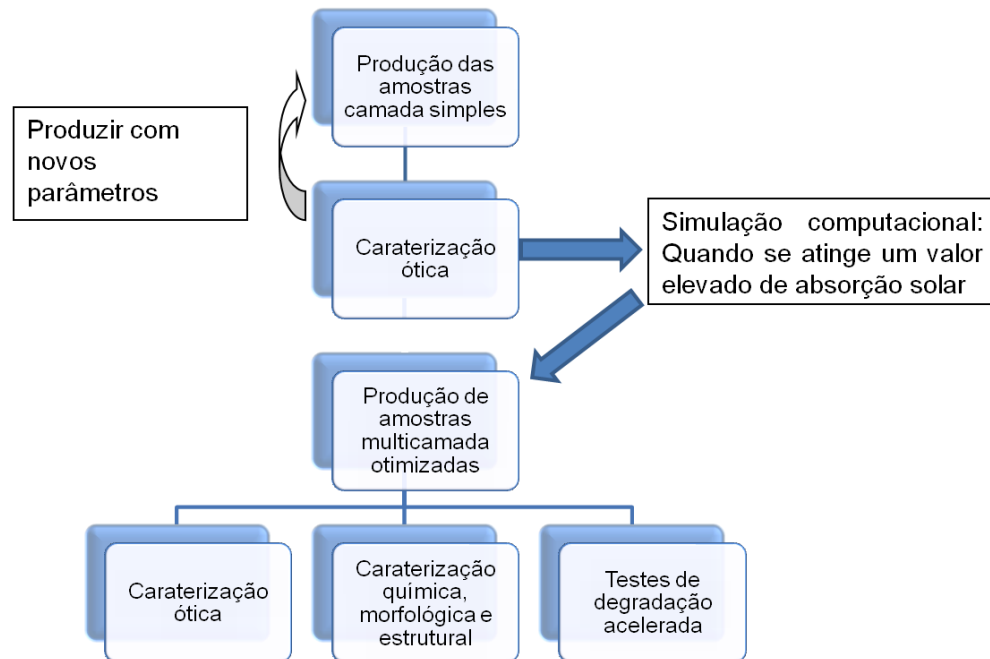 Produção das
amostras
camada simples
Produzir com
novos
parâmetros
Caraterização
ótica
Simulação computacional:
Quando se atinge um valor
elevado de absorção solar
Produção de
amostras
multicamada
otimizadas
Caraterização
ótica
Caraterização
química,
morfológica e
estrutural
Testes de
degradação
acelerada